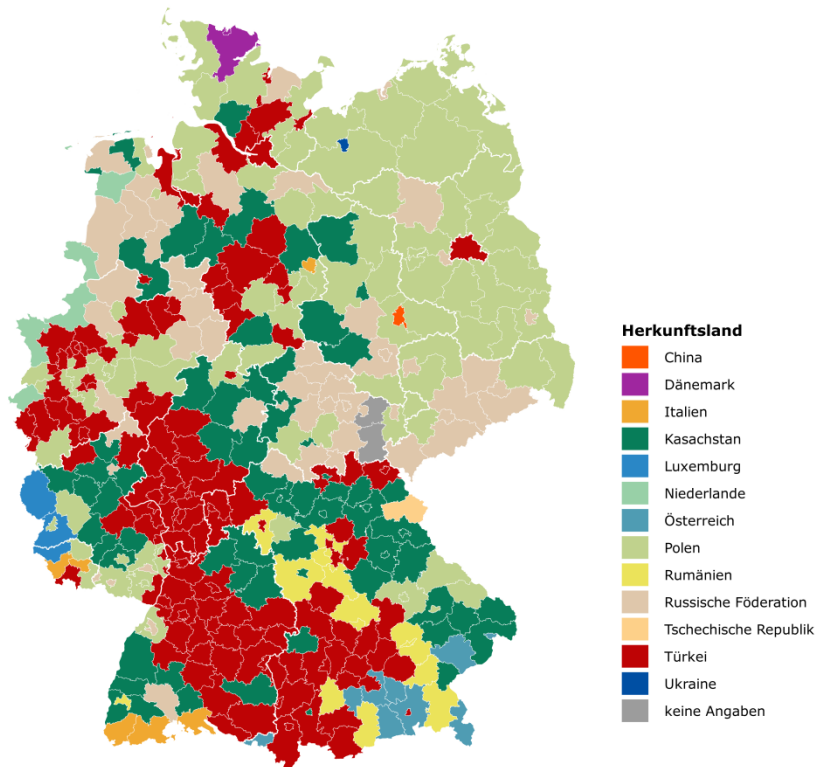 Herkunftsland
China
Dänemark
Italien
Kasachstan
Luxemburg
Niederlande
Österreich
Polen
Rumänien
Russische Föderation
Tschechische Republik
Türkei
Ukraine
keine Angaben